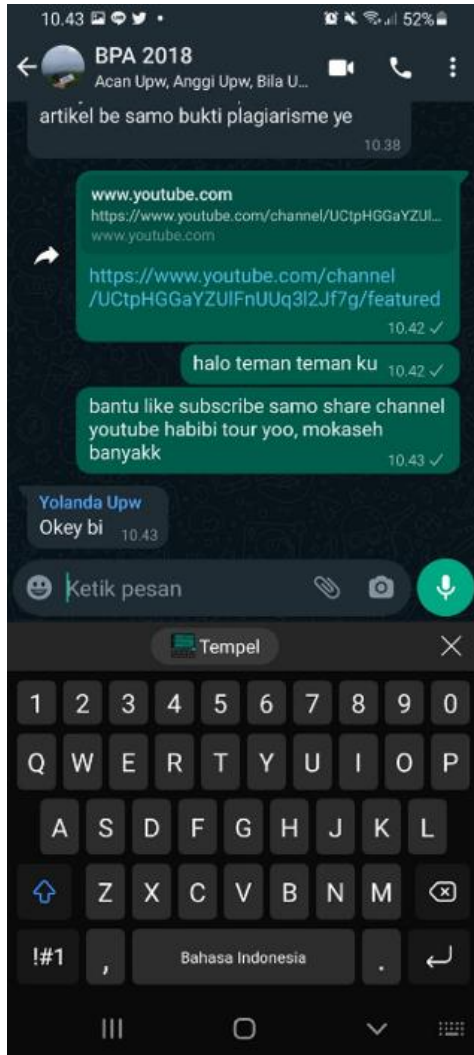 10.43
52%
BPA 2018
Acan Upw, Anggi Upw, Bila U...
artikel be samo bukti plagiarisme ye
10.38
www.youtube.com
https://www.youtube.com/channel/UCtpHGGaYZUl...
www.youtube.com
https://www.youtube.com/channel
/UCtpHGGaYZUlFnUUq3l2Jf7g/featured
10.42
halo teman teman ku 10.42
bantu like subscribe samo share channel
youtube habibi tour yoo, mokaseh
banyakk
10.43
Yolanda Upw
Okey bi 10.43
Ketik pesan
Tempel
1 2 3 4 5 6 7 8 9 0
Q W E R T Y U I O P
A S D F G H J K L
Z X C V B N M
!#1 , Bahasa Indonesia .